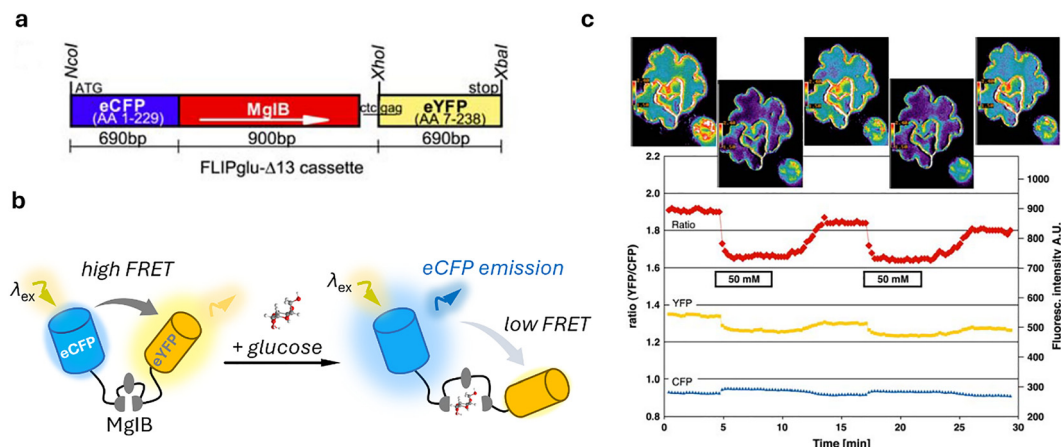 a
NcoI
XhoI
XbaI
ATG
stop
eCFP
(AA 1-229)
MglB
ctc gag
eYFP
(AA 7-238)
690bp
900bp
690bp
FLIPglu-Δ13 cassette
b
high FRET
λex
eCFP
eYFP
MglB
+ glucose
eCFP emission
λex
low FRET
c
2.2
2.0
1.8
1.6
1.4
1.2
1.0
0.8
ratio (YFP/CFP)
1000
900
800
700
600
500
400
300
200
Fluoresc. intensity A.U.
Ratio
50 mM
50 mM
YFP
CFP
0
5
10
15
20
25
30
Time [min]